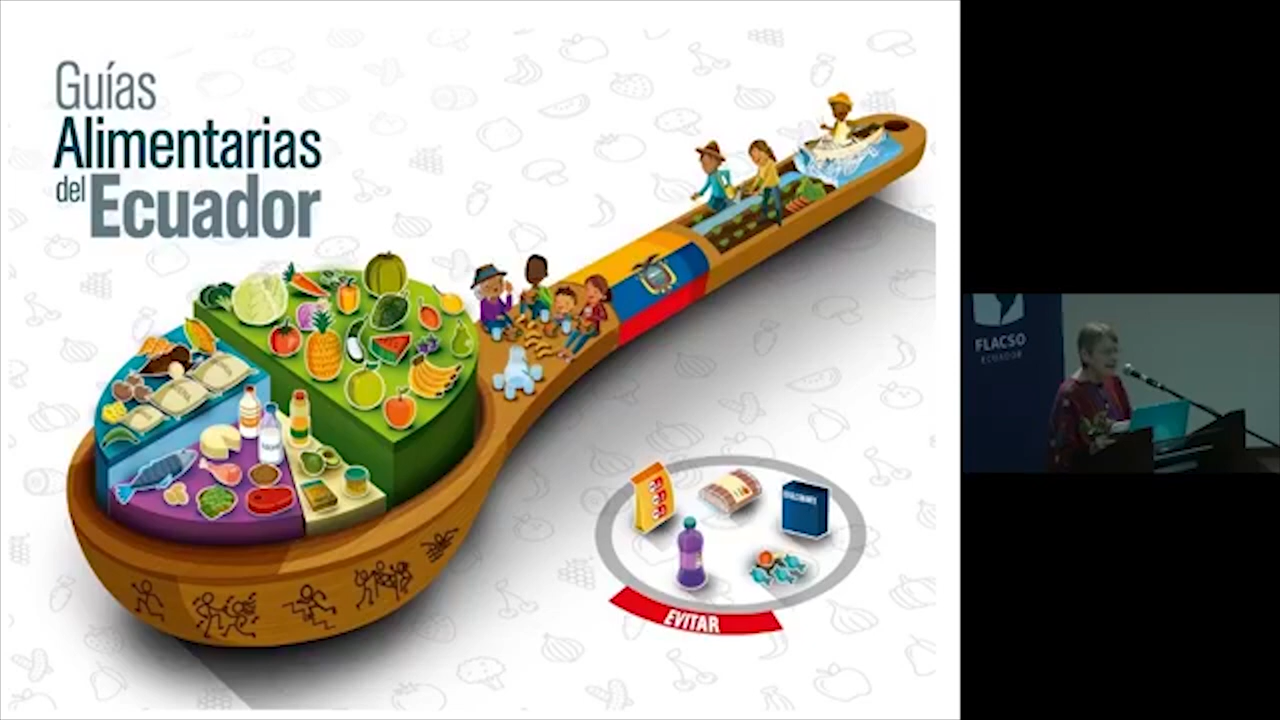 Guías
Alimentarias
del Ecuador
EVITAR
FLACSO
ECUADOR